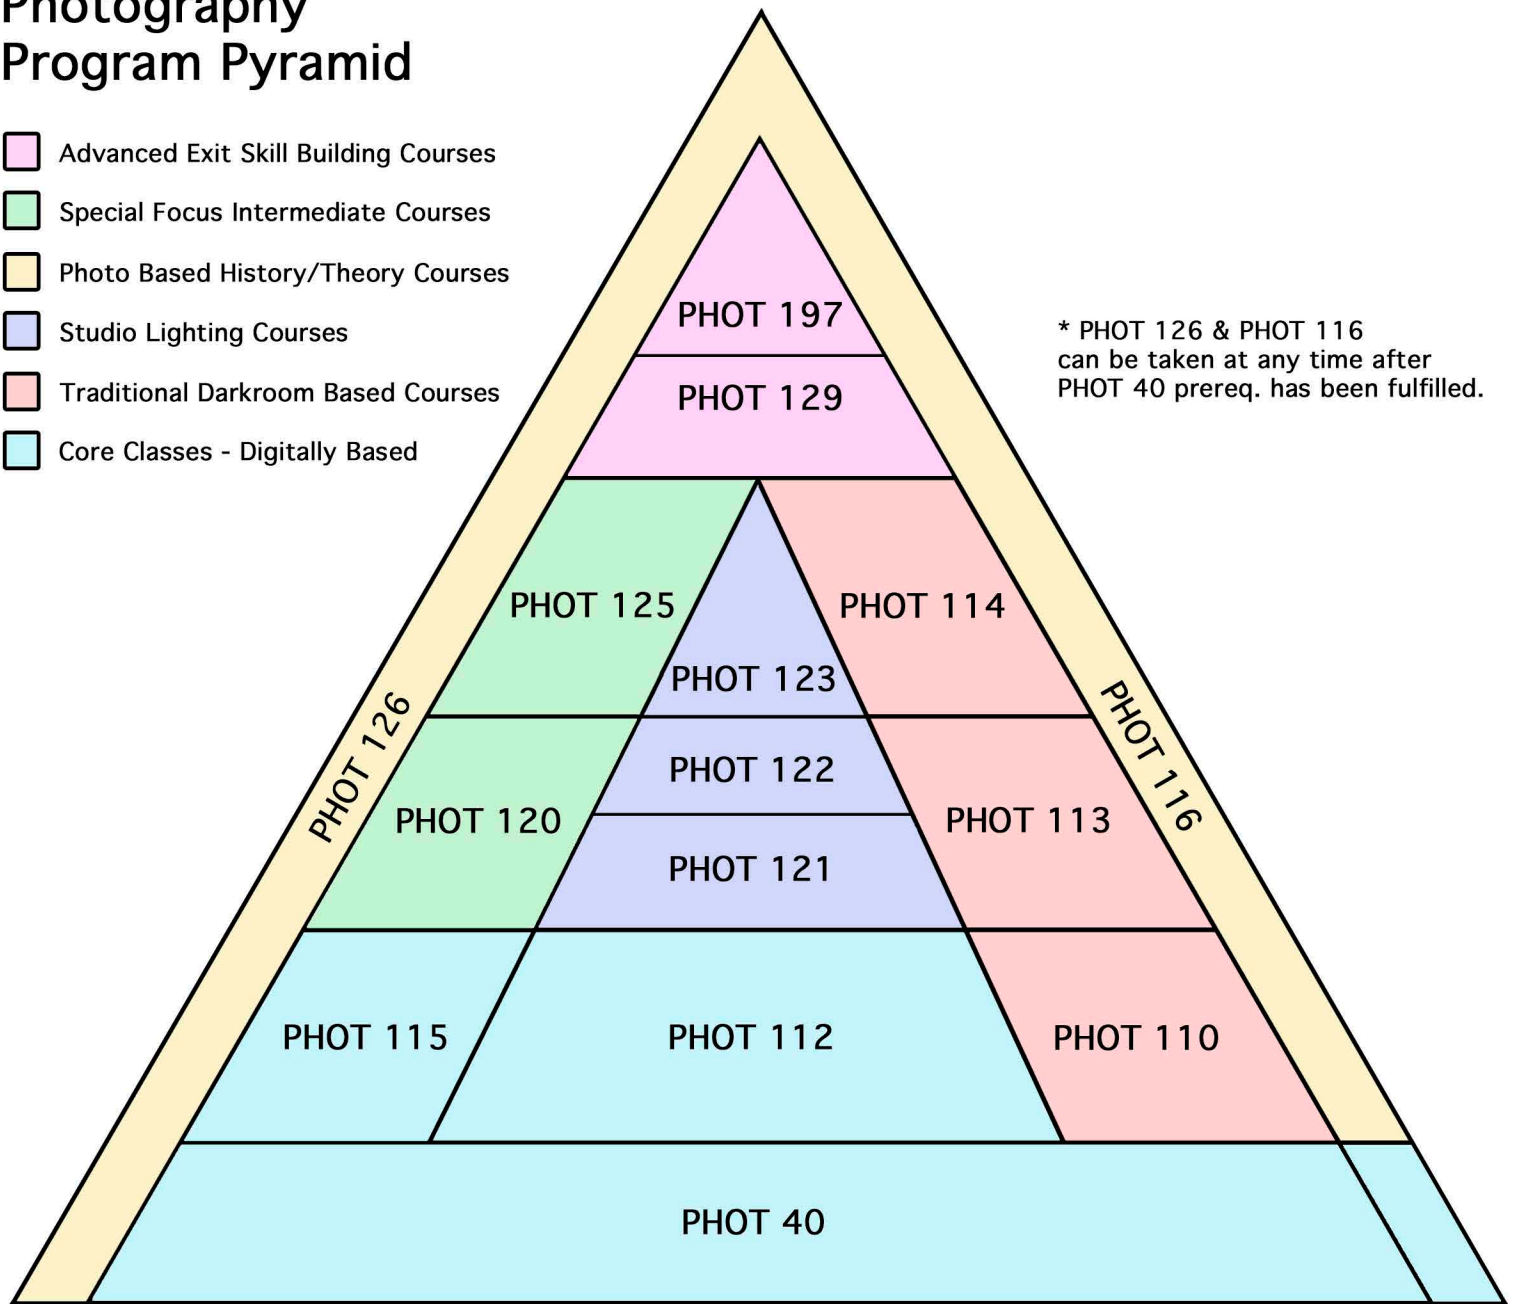 Photography
Program Pyramid
Advanced Exit Skill Building Courses
Special Focus Intermediate Courses
Photo Based History/Theory Courses
Studio Lighting Courses
Traditional Darkroom Based Courses
Core Classes - Digitally Based
* PHOT 126 & PHOT 116
can be taken at any time after
PHOT 40 prereq. has been fulfilled.
PHOT 197
PHOT 129
PHOT 125
PHOT 114
PHOT 123
PHOT 126
PHOT 116
PHOT 122
PHOT 120
PHOT 113
PHOT 121
PHOT 115
PHOT 112
PHOT 110
PHOT 40